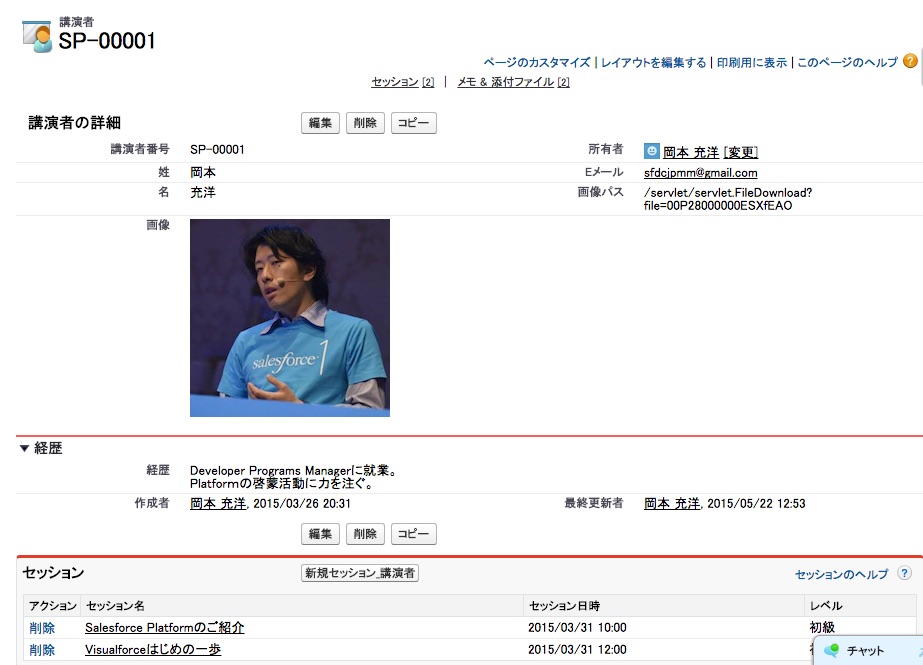 講演者
SP-00001
ページのカスタマイズ | レイアウトを編集する | 印刷用に表示 | このページのヘルプ ?
セッション [2] | メモ & 添付ファイル [2]
講演者の詳細 編集 削除 コピー
講演者番号 SP-00001 所有者 岡本 充洋 [変更]
姓 岡本 Eメール sfdcjpmm@gmail.com
名 充洋 画像パス /servlet/servlet.FileDownload?
file=00P28000000ESXfEAO
画像
salesforce1
▼ 経歴
経歴 Developer Programs Managerに就業。
Platformの啓蒙活動に力を注ぐ。
作成者 岡本 充洋, 2015/03/26 20:31 最終更新者 岡本 充洋, 2015/05/22 12:53
編集 削除 コピー
セッション 新規セッション_講演者 セッションのヘルプ ?
アクション セッション名 セッション日時 レベル
削除 Salesforce Platformのご紹介 2015/03/31 10:00 初級
削除 Visualforceはじめの一歩 2015/03/31 12:00
チャット